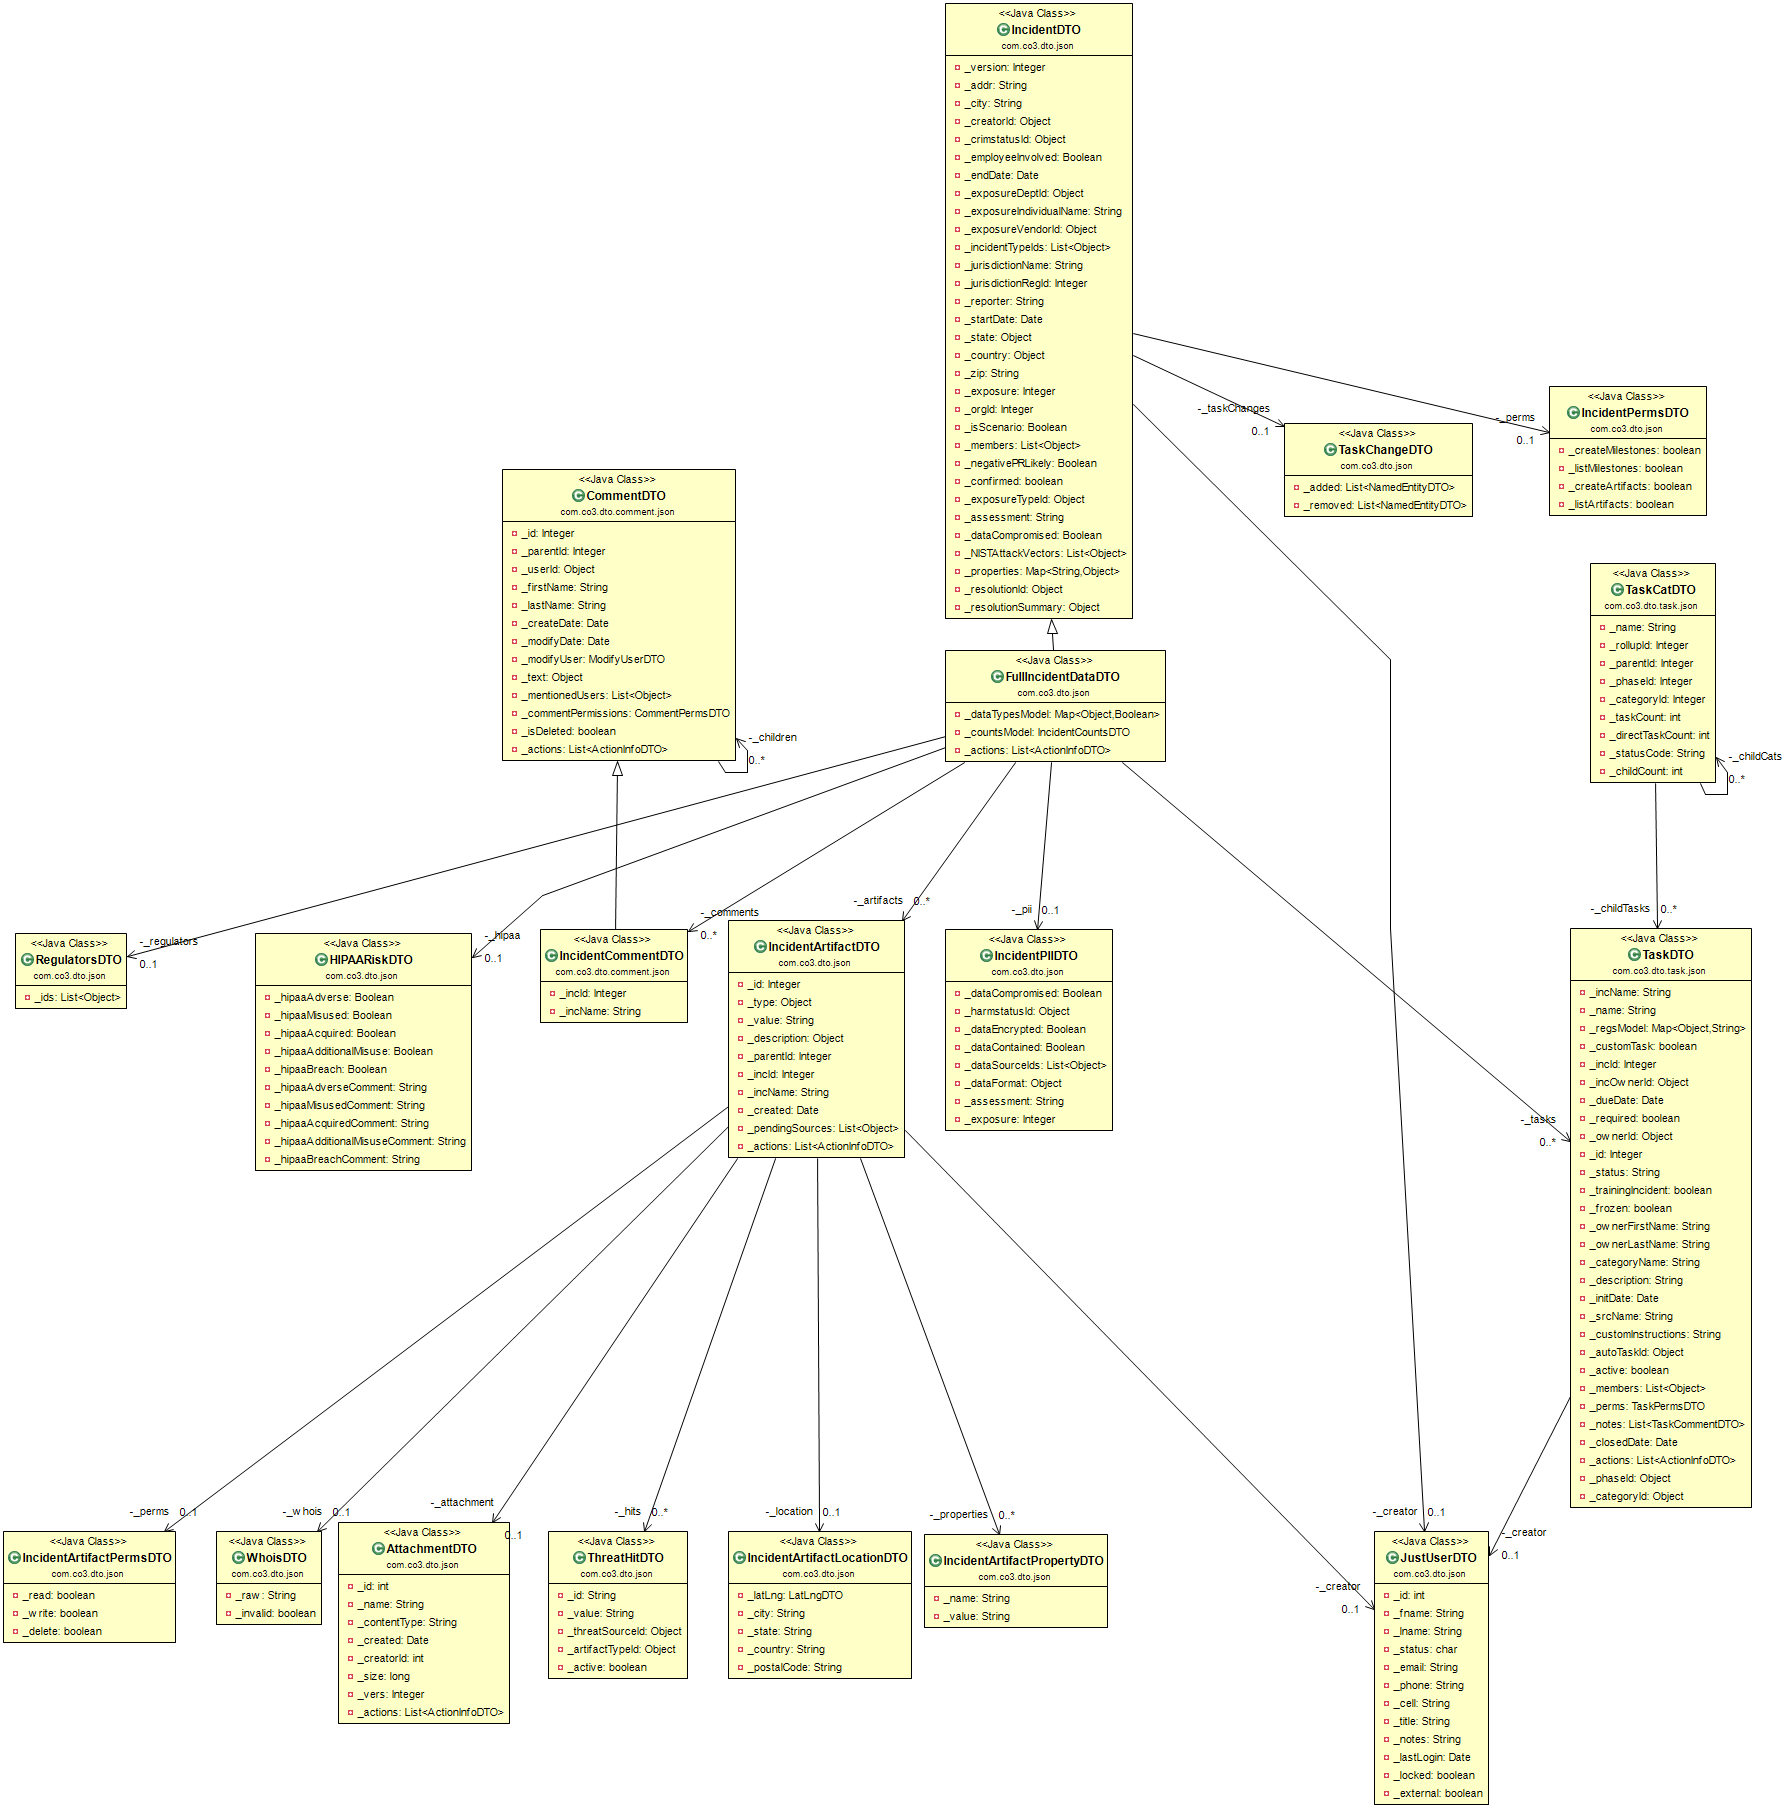 <<Java Class>>
IncidentDTO
com.co3.dto.json
_version: Integer
_addr: String
_city: String
_creatorId: Object
_crimstatusId: Object
_employeeInvolved: Boolean
_endDate: Date
_exposureDeptId: Object
_exposureIndividualName: String
_exposureVendorId: Object
_incidentTypeIds: List<Object>
_jurisdictionName: String
_jurisdictionRegId: Integer
_reporter: String
_startDate: Date
_state: Object
_country: Object
_zip: String
_exposure: Integer
_orgId: Integer
_isScenario: Boolean
_members: List<Object>
_negativePRLikely: Boolean
_confirmed: boolean
_exposureTypeId: Object
_assessment: String
_dataCompromised: Boolean
_NISTAttackVectors: List<Object>
_properties: Map<String,Object>
_resolutionId: Object
_resolutionSummary: Object
-_taskChanges
0..1
-_perms
0..1
<<Java Class>>
TaskChangeDTO
com.co3.dto.json
_added: List<NamedEntityDTO>
_removed: List<NamedEntityDTO>
<<Java Class>>
IncidentPermsDTO
com.co3.dto.json
_createMilestones: boolean
_listMilestones: boolean
_createArtifacts: boolean
_listArtifacts: boolean
<<Java Class>>
CommentDTO
com.co3.dto.comment.json
_id: Integer
_parentId: Integer
_userId: Object
_firstName: String
_lastName: String
_createDate: Date
_modifyDate: Date
_modifyUser: ModifyUserDTO
_text: Object
_mentionedUsers: List<Object>
_commentPermissions: CommentPermsDTO
_isDeleted: boolean
_actions: List<ActionInfoDTO>
-_children
0..*
<<Java Class>>
FullIncidentDataDTO
com.co3.dto.json
_dataTypesModel: Map<Object,Boolean>
_countsModel: IncidentCountsDTO
_actions: List<ActionInfoDTO>
<<Java Class>>
TaskCatDTO
com.co3.dto.task.json
_name: String
_rollupId: Integer
_parentId: Integer
_phaseId: Integer
_categoryId: Integer
_taskCount: int
_directTaskCount: int
_statusCode: String
_childCount: int
-_childCats
0..*
-_regulators
0..1
-_hipaa
0..1
-_comments
0..*
-_artifacts
0..*
-_pii
0..1
-_childTasks
0..*
-_tasks
0..*
<<Java Class>>
RegulatorsDTO
com.co3.dto.json
_ids: List<Object>
<<Java Class>>
HIPAARiskDTO
com.co3.dto.json
_hipaaAdverse: Boolean
_hipaaMisused: Boolean
_hipaaAcquired: Boolean
_hipaaAdditionalMisuse: Boolean
_hipaaBreach: Boolean
_hipaaAdverseComment: String
_hipaaMisusedComment: String
_hipaaAcquiredComment: String
_hipaaAdditionalMisuseComment: String
_hipaaBreachComment: String
<<Java Class>>
IncidentCommentDTO
com.co3.dto.comment.json
_incId: Integer
_incName: String
<<Java Class>>
IncidentArtifactDTO
com.co3.dto.json
_id: Integer
_type: Object
_value: String
_description: Object
_parentId: Integer
_incId: Integer
_incName: String
_created: Date
_pendingSources: List<Object>
_actions: List<ActionInfoDTO>
<<Java Class>>
IncidentPIIDTO
com.co3.dto.json
_dataCompromised: Boolean
_harmstatusId: Object
_dataEncrypted: Boolean
_dataContained: Boolean
_dataSourceIds: List<Object>
_dataFormat: Object
_assessment: String
_exposure: Integer
<<Java Class>>
TaskDTO
com.co3.dto.task.json
_incName: String
_name: String
_regsModel: Map<Object,String>
_customTask: boolean
_incId: Integer
_incOwnerId: Object
_dueDate: Date
_required: boolean
_ownerId: Object
_id: Integer
_status: String
_trainingIncident: boolean
_frozen: boolean
_ownerFirstName: String
_ownerLastName: String
_categoryName: String
_description: String
_initDate: Date
_srcName: String
_customInstructions: String
_autoTaskId: Object
_active: boolean
_members: List<Object>
_perms: TaskPermsDTO
_notes: List<TaskCommentDTO>
_closedDate: Date
_actions: List<ActionInfoDTO>
_phaseId: Object
_categoryId: Object
-_perms
0..1
-_whois
0..1
-_attachment
0..1
-_hits
0..*
-_location
0..1
-_properties
0..*
-_creator
0..1
-_creator
0..1
-_creator
0..1
<<Java Class>>
IncidentArtifactPermsDTO
com.co3.dto.json
_read: boolean
_write: boolean
_delete: boolean
<<Java Class>>
WhoisDTO
com.co3.dto.json
_raw: String
_invalid: boolean
<<Java Class>>
AttachmentDTO
com.co3.dto.json
_id: int
_name: String
_contentType: String
_created: Date
_creatorId: int
_size: long
_vers: Integer
_actions: List<ActionInfoDTO>
<<Java Class>>
ThreatHitDTO
com.co3.dto.json
_id: String
_value: String
_threatSourceId: Object
_artifactTypeId: Object
_active: boolean
<<Java Class>>
IncidentArtifactLocationDTO
com.co3.dto.json
_latLng: LatLngDTO
_city: String
_state: String
_country: String
_postalCode: String
<<Java Class>>
IncidentArtifactPropertyDTO
com.co3.dto.json
_name: String
_value: String
<<Java Class>>
JustUserDTO
com.co3.dto.json
_id: int
_fname: String
_lname: String
_status: char
_email: String
_phone: String
_cell: String
_title: String
_notes: String
_lastLogin: Date
_locked: boolean
_external: boolean